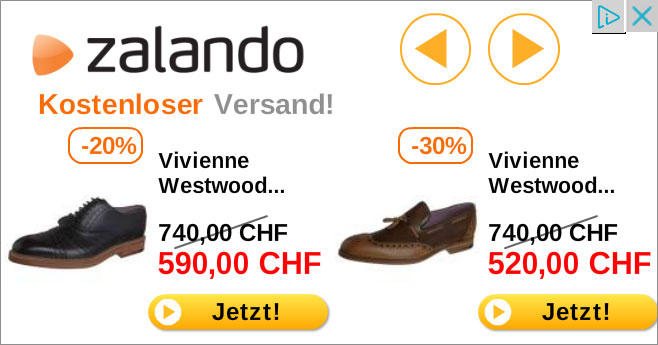 zalando
Kostenloser Versand!
-20%
Vivienne
Westwood...
740,00 CHF
590,00 CHF
Jetzt!
-30%
Vivienne
Westwood...
740,00 CHF
520,00 CHF
Jetzt!